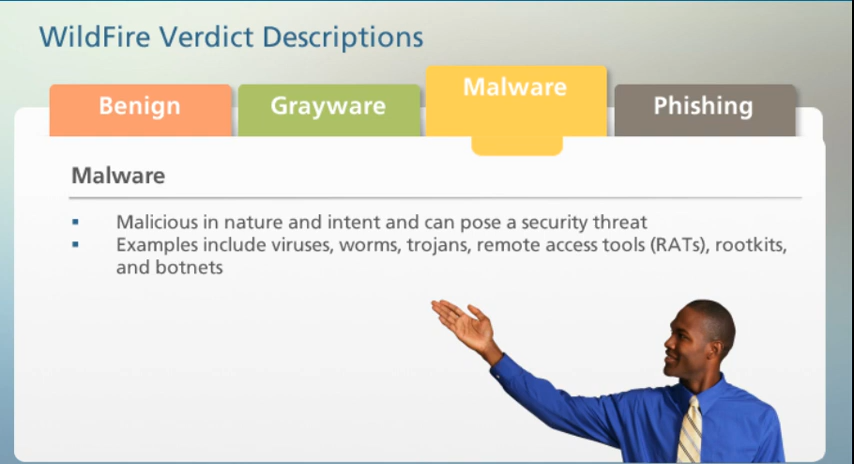 WildFire Verdict Descriptions
Benign
Grayware
Malware
Phishing
Malware
▪ Malicious in nature and intent and can pose a security threat
▪ Examples include viruses, worms, trojans, remote access tools (RATs), rootkits,
and botnets